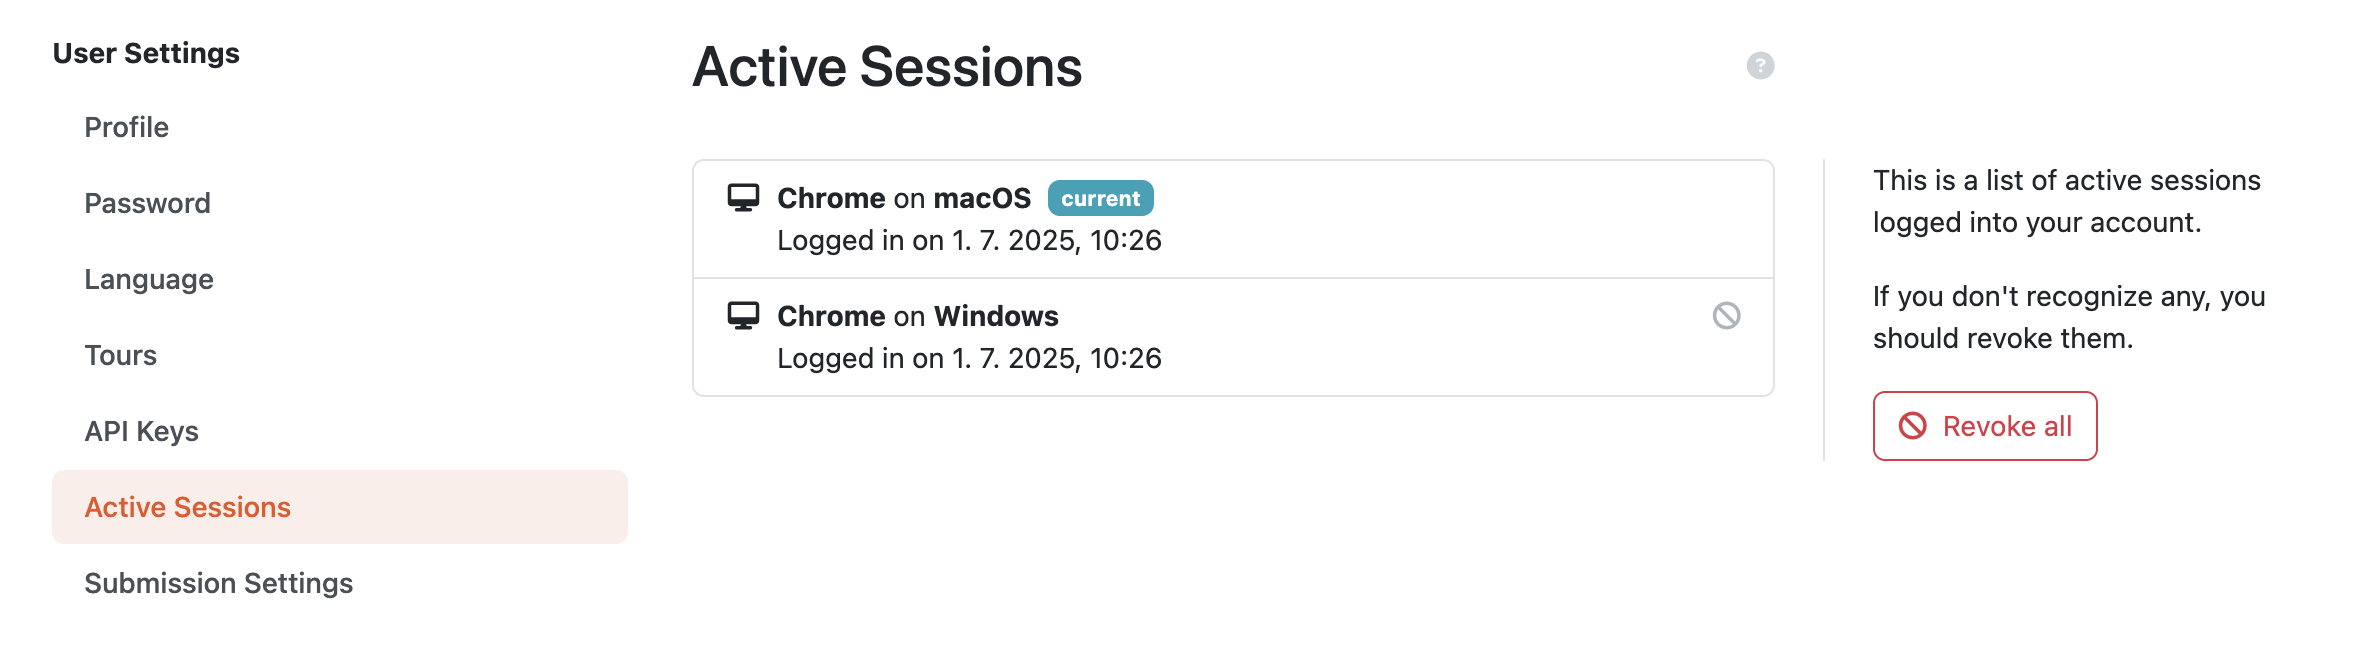 User Settings
Profile
Password
Language
Tours
API Keys
Active Sessions
Submission Settings
Active Sessions
?
Chrome on macOS current
Logged in on 1. 7. 2025, 10:26
Chrome on Windows
Logged in on 1. 7. 2025, 10:26
This is a list of active sessions
logged into your account.
If you don't recognize any, you
should revoke them.
Revoke all